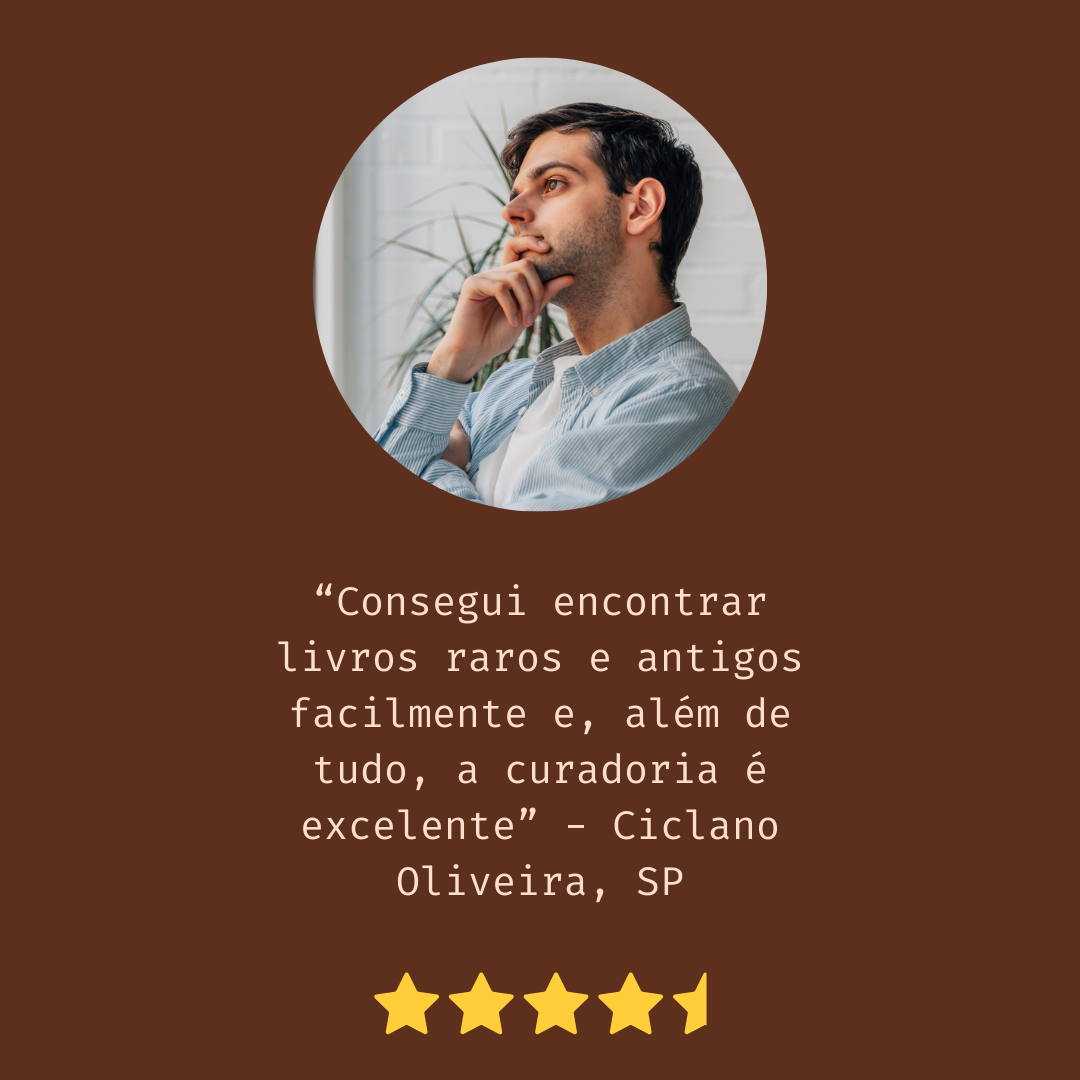 “Consegui encontrar
livros raros e antigos
facilmente e, além de
tudo, a curadoria é
excelente” - Ciclano
Oliveira, SP